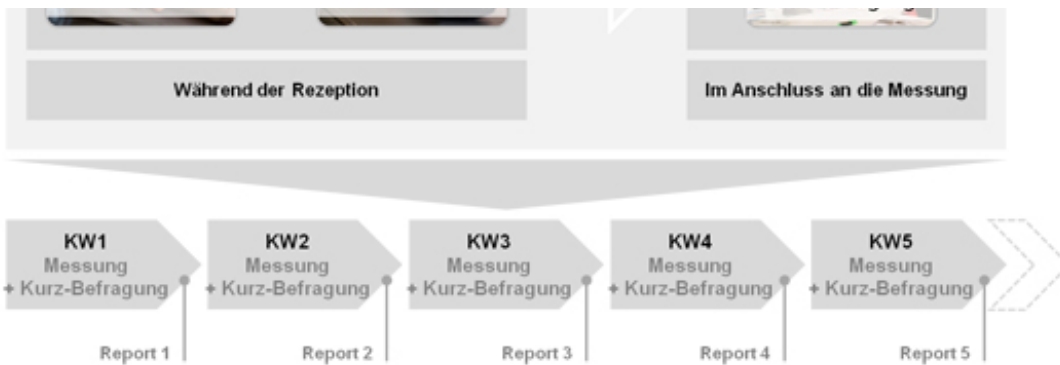 Während der Rezeption
Im Anschluss an die Messung
KW1
Messung
+ Kurz-Befragung
KW2
Messung
+ Kurz-Befragung
KW3
Messung
+ Kurz-Befragung
KW4
Messung
+ Kurz-Befragung
KW5
Messung
+ Kurz-Befragung
Report 1
Report 2
Report 3
Report 4
Report 5